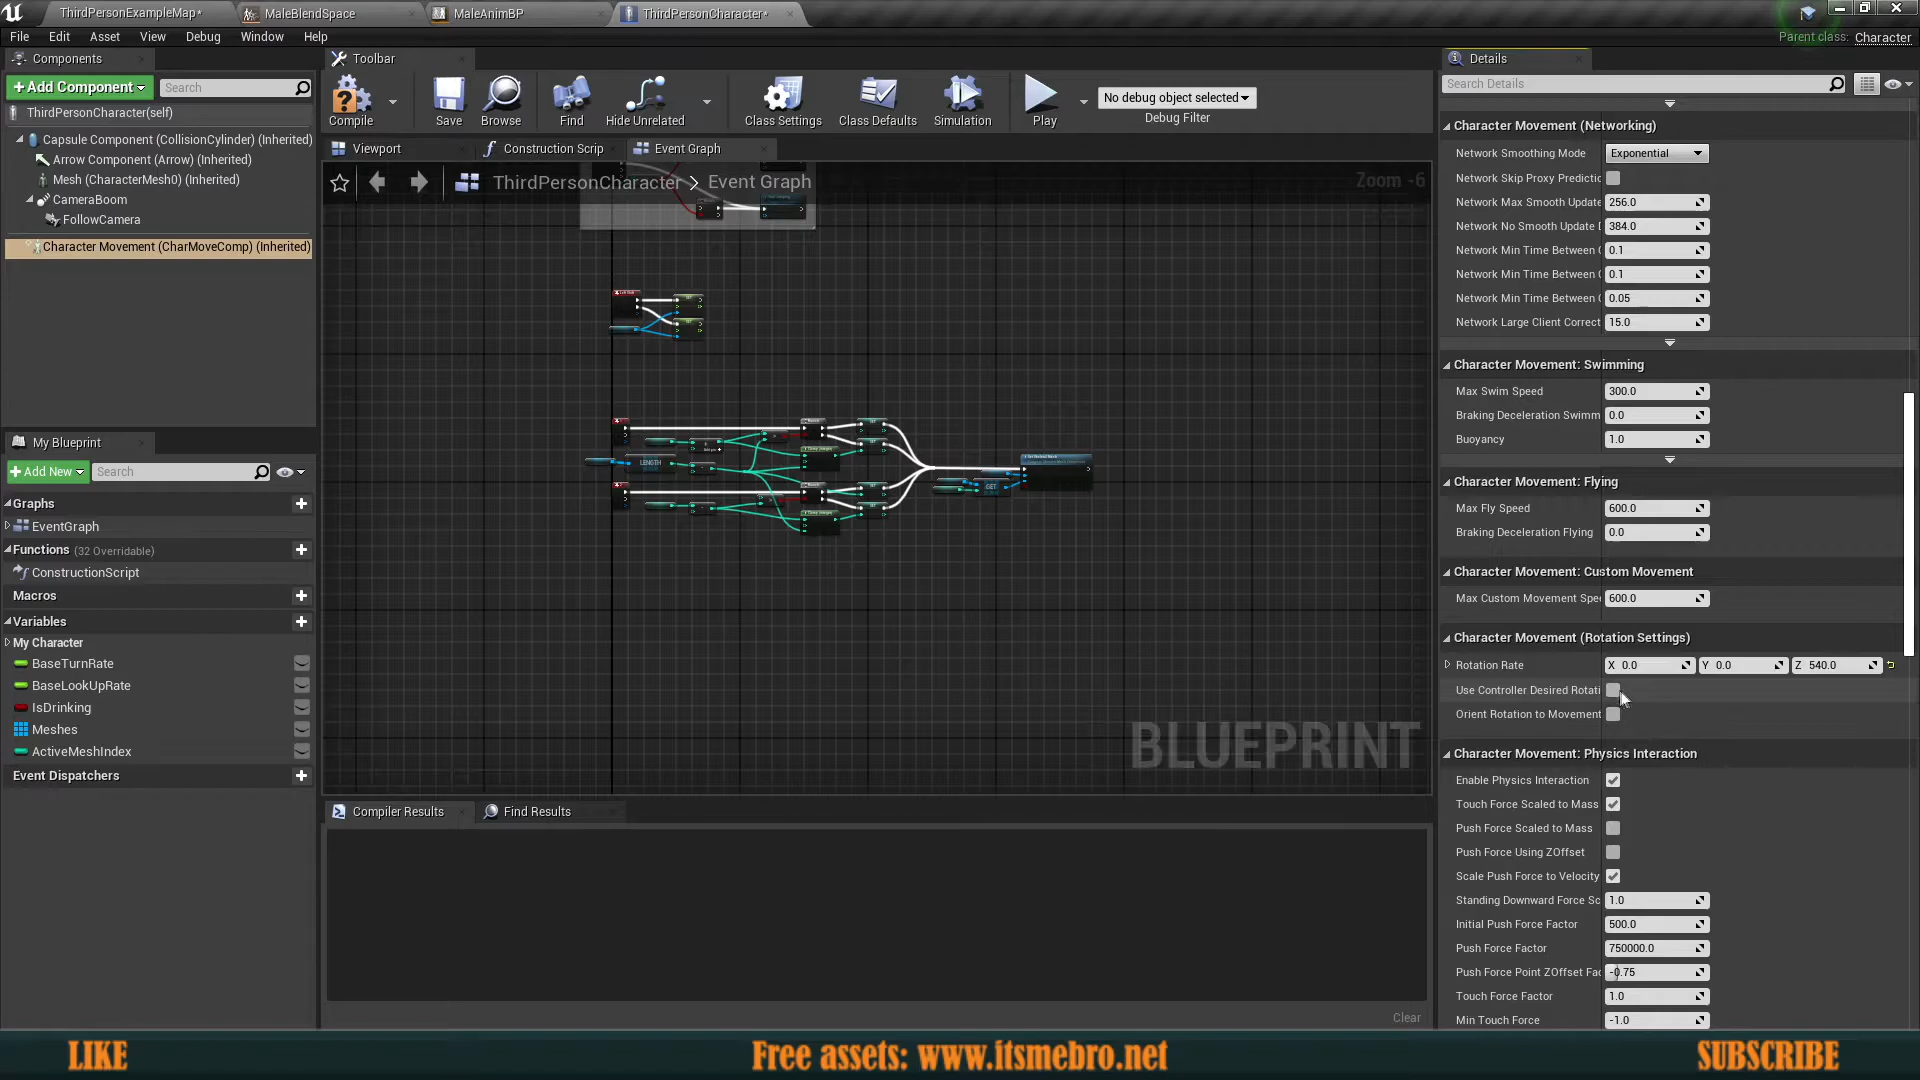 ThirdPersonExampleMap*
MaleBlendSpace
MaleAnimBP
ThirdPersonCharacter*
File Edit Asset View Debug Window Help
Parent class: Character
Components
+Add Component
Search
ThirdPersonCharacter(self)
Capsule Component (CollisionCylinder) (Inherited)
Arrow Component (Arrow) (Inherited)
Mesh (CharacterMesh0) (Inherited)
CameraBoom
FollowCamera
Character Movement (CharMoveComp) (Inherited)
My Blueprint
+Add New
Search
Graphs
EventGraph
Functions (32 Overridable)
ConstructionScript
Macros
Variables
My Character
BaseTurnRate
BaseLookUpRate
IsDrinking
Meshes
ActiveMeshIndex
Event Dispatchers
Toolbar
Compile
Save
Browse
Find
Hide Unrelated
Class Settings
Class Defaults
Simulation
Play
No debug object selected
Debug Filter
Viewport
Construction Scrip
Event Graph
ThirdPersonCharacter > Event Graph
Zoom -6
LENGTH
GET
BLUEPRINT
Compiler Results
Find Results
Clear
Details
Search Details
Character Movement (Networking)
Network Smoothing Mode Exponential
Network Skip Proxy Predictio
Network Max Smooth Update 256.0
Network No Smooth Update D 384.0
Network Min Time Between C 0.1
Network Min Time Between C 0.1
Network Min Time Between C 0.05
Network Large Client Correct 15.0
Character Movement: Swimming
Max Swim Speed 300.0
Braking Deceleration Swimm 0.0
Buoyancy 1.0
Character Movement: Flying
Max Fly Speed 600.0
Braking Deceleration Flying 0.0
Character Movement: Custom Movement
Max Custom Movement Spee 600.0
Character Movement (Rotation Settings)
Rotation Rate X 0.0 Y 0.0 Z 540.0
Use Controller Desired Rotati
Orient Rotation to Movement
Character Movement: Physics Interaction
Enable Physics Interaction
Touch Force Scaled to Mass
Push Force Scaled to Mass
Push Force Using ZOffset
Scale Push Force to Velocity
Standing Downward Force Sc 1.0
Initial Push Force Factor 500.0
Push Force Factor 750000.0
Push Force Point ZOffset Fac -0.75
Touch Force Factor 1.0
Min Touch Force -1.0
LIKE
Free assets: www.itsmebro.net
SUBSCRIBE